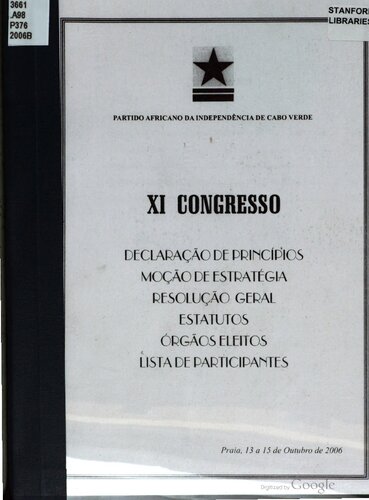 3661
.A98
P376
2006B
STANFORD
LIBRARIES
PARTIDO AFRICANO DA INDEPENDÊNCIA DE CABO VERDE
XI CONGRESSO
DECLARAÇÃO DE PRINCÍPIOS
MOÇÃO DE ESTRATÉGIA
RESOLUÇÃO GERAL
ESTATUTOS
ÓRGÃOS ELEITOS
LISTA DE PARTICIPANTES
Praia, 13 a 15 de Outubro de 2006
Digitized by Google